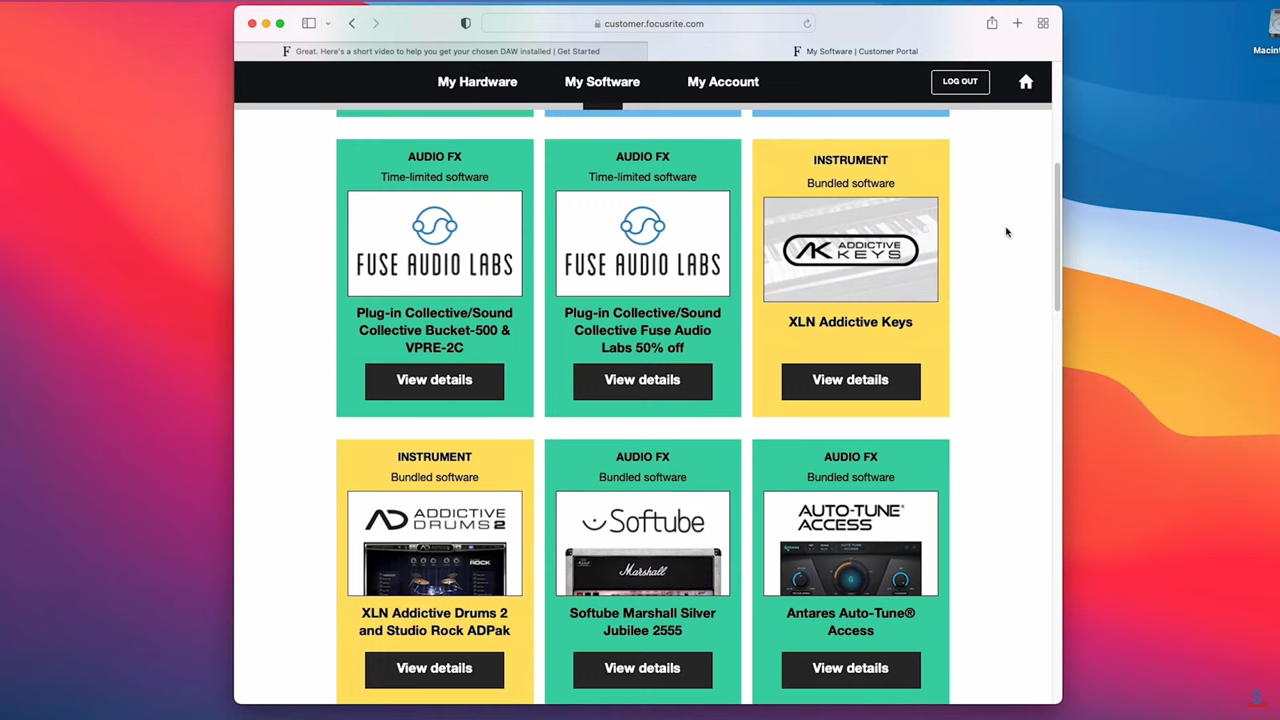 Macint
customer.focusrite.com
F Great. Here's a short video to help you get your chosen DAW installed | Get Started
F My Software | Customer Portal
My Hardware
My Software
My Account
LOG OUT
AUDIO FX
Time-limited software
FUSE AUDIO LABS
Plug-in Collective/Sound
Collective Bucket-500 &
VPRE-2C
View details
AUDIO FX
Time-limited software
FUSE AUDIO LABS
Plug-in Collective/Sound
Collective Fuse Audio
Labs 50% off
View details
INSTRUMENT
Bundled software
AK ADDICTIVE
KEYS
XLN Addictive Keys
View details
INSTRUMENT
Bundled software
AD ADDICTIVE
DRUMS 2
ROCK
XLN Addictive Drums 2
and Studio Rock ADPak
View details
AUDIO FX
Bundled software
Softube
Marshall
Softube Marshall Silver
Jubilee 2555
View details
AUDIO FX
Bundled software
AUTO-TUNE®
ACCESS
Antares Auto-Tune®
Access
View details
S